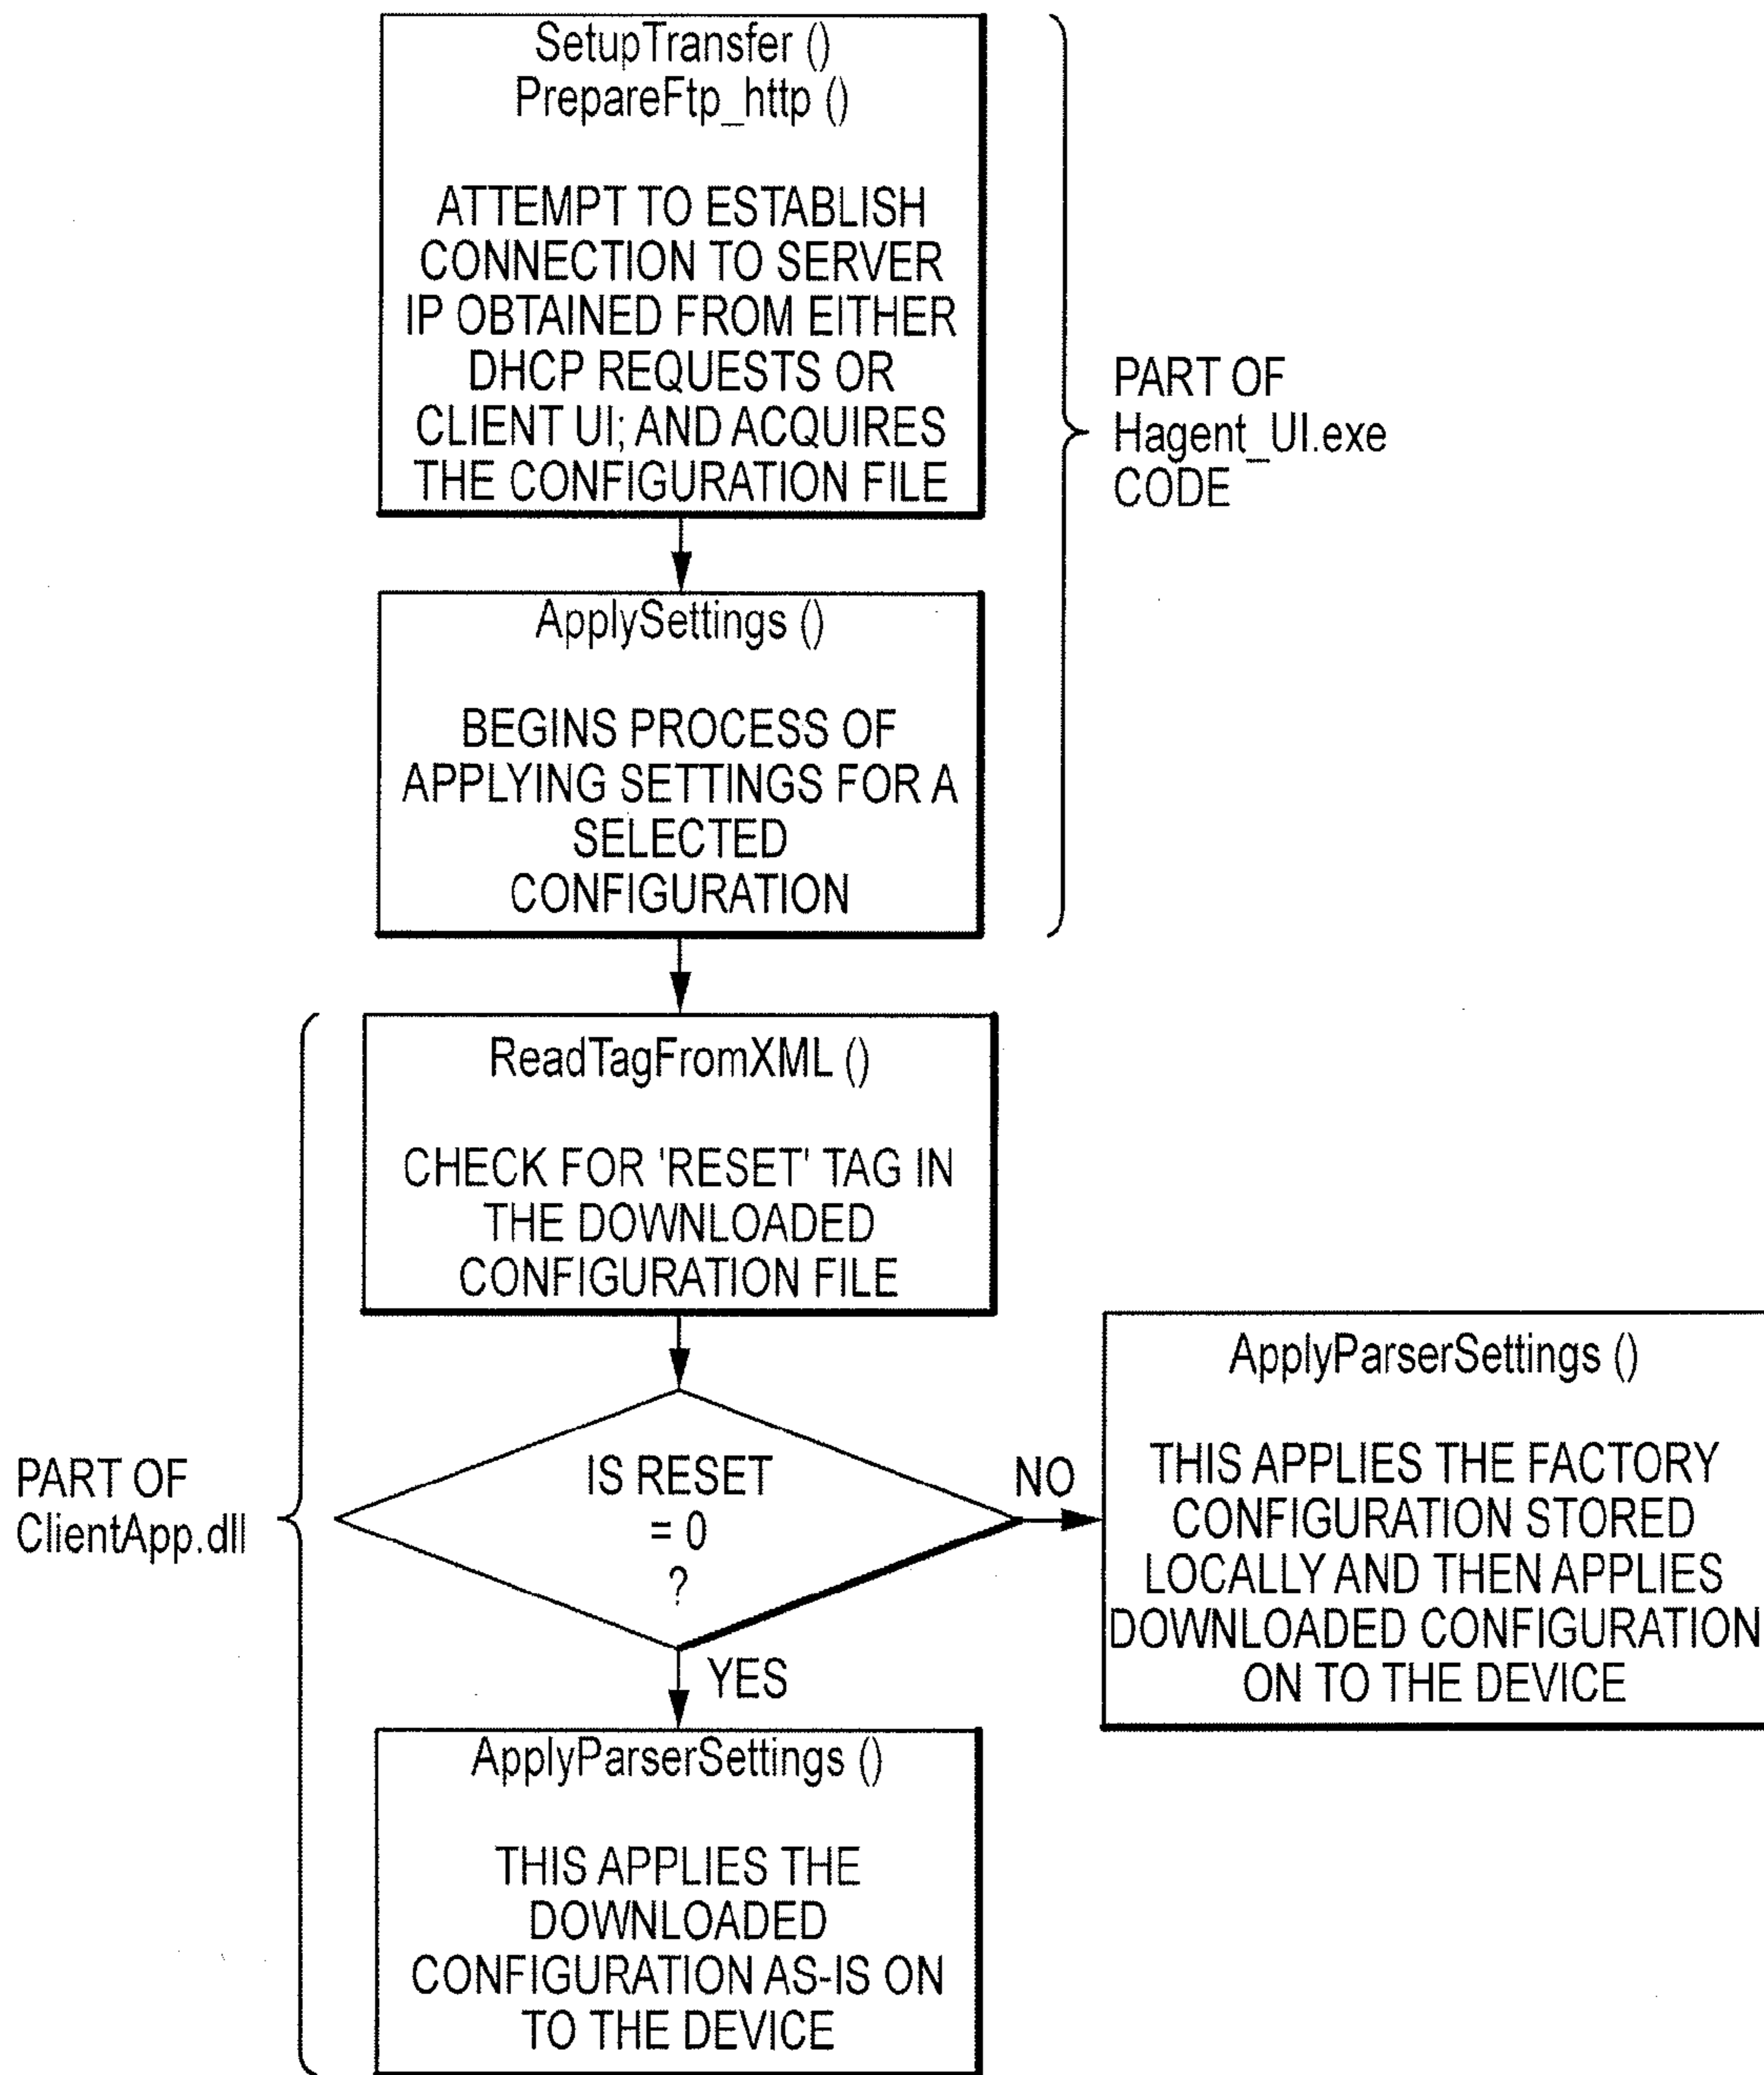 SetupTransfer ()
PrepareFtp_http ()
ATTEMPT TO ESTABLISH
CONNECTION TO SERVER
IP OBTAINED FROM EITHER
DHCP REQUESTS OR
CLIENT UI; AND ACQUIRES
THE CONFIGURATION FILE
PART OF
Hagent_UI.exe
CODE
ApplySettings ()
BEGINS PROCESS OF
APPLYING SETTINGS FOR A
SELECTED
CONFIGURATION
ReadTagFromXML ()
CHECK FOR 'RESET' TAG IN
THE DOWNLOADED
CONFIGURATION FILE
PART OF
ClientApp.dll
IS RESET
= 0
?
NO
ApplyParserSettings ()
THIS APPLIES THE FACTORY
CONFIGURATION STORED
LOCALLY AND THEN APPLIES
DOWNLOADED CONFIGURATION
ON TO THE DEVICE
YES
ApplyParserSettings ()
THIS APPLIES THE
DOWNLOADED
CONFIGURATION AS-IS ON
TO THE DEVICE